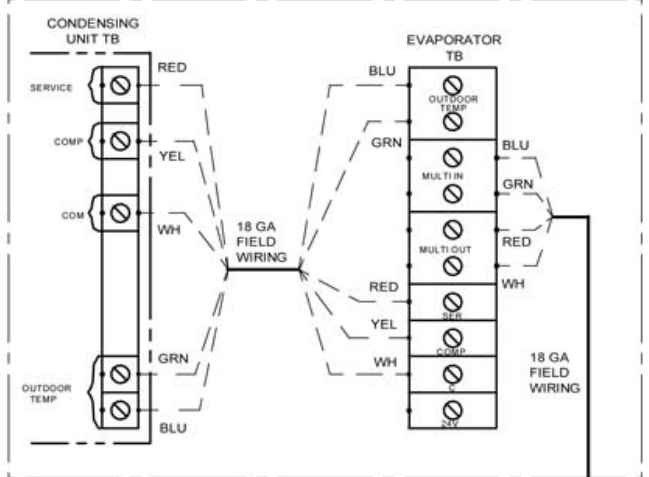 CONDENSING
UNIT TB
RED
SERVICE
COMP
YEL
COM
WH
GRN
OUTDOOR
TEMP
BLU
18 GA
FIELD
WIRING
EVAPORATOR
TB
BLU
OUTDOOR
TEMP
GRN
BLU
MULTI IN
GRN
MULTI OUT
RED
WH
RED
SER
YEL
COMP
WH
C
24V
18 GA
FIELD
WIRING